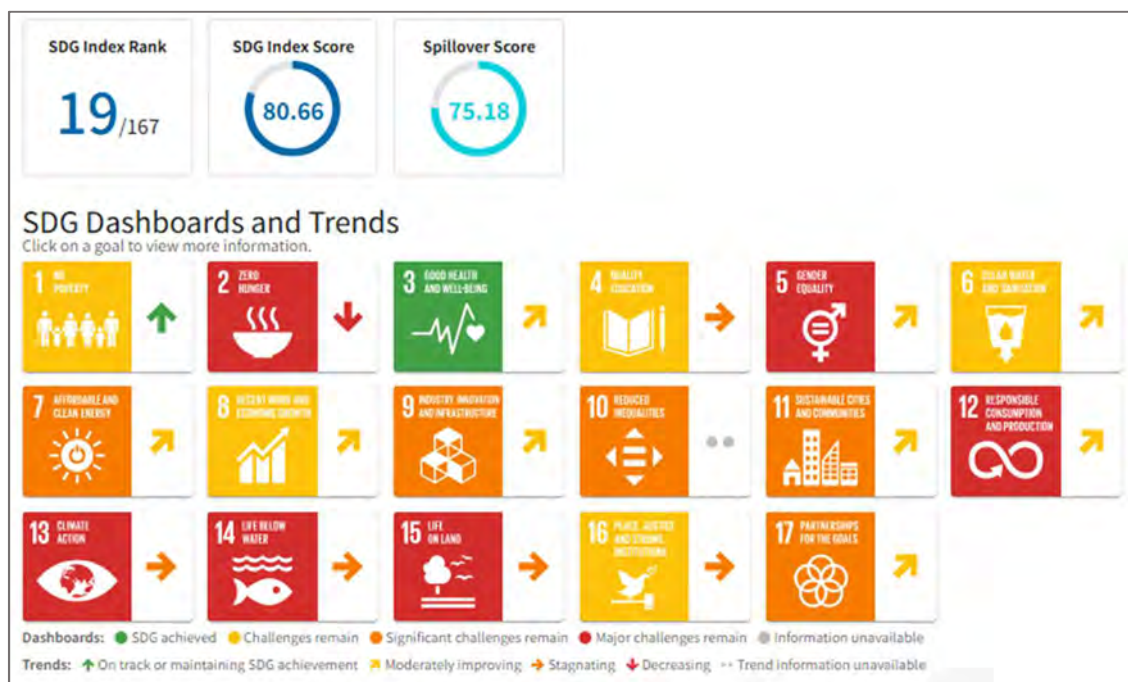 SDG Index Rank
SDG Index Score
Spillover Score
19/167
80.66
75.18
SDG Dashboards and Trends
Click on a goal to view more information.
1 NO
POVERTY
2 ZERO
HUNGER
3 GOOD HEALTH
AND WELL-BEING
4 QUALITY
EDUCATION
5 GENDER
EQUALITY
6 CLEAN WATER
AND SANITATION
7 AFFORDABLE AND
CLEAN ENERGY
8 DECENT WORK AND
ECONOMIC GROWTH
9 INDUSTRY, INNOVATION
AND INFRASTRUCTURE
10 REDUCED
INEQUALITIES
11 SUSTAINABLE CITIES
AND COMMUNITIES
12 RESPONSIBLE
CONSUMPTION
AND PRODUCTION
13 CLIMATE
ACTION
14 LIFE BELOW
WATER
15 LIFE
ON LAND
16 PEACE, JUSTICE
AND STRONG
INSTITUTIONS
17 PARTNERSHIPS
FOR THE GOALS
Dashboards: SDG achieved Challenges remain Significant challenges remain Major challenges remain Information unavailable
Trends: On track or maintaining SDG achievement Moderately improving Stagnating Decreasing Trend information unavailable